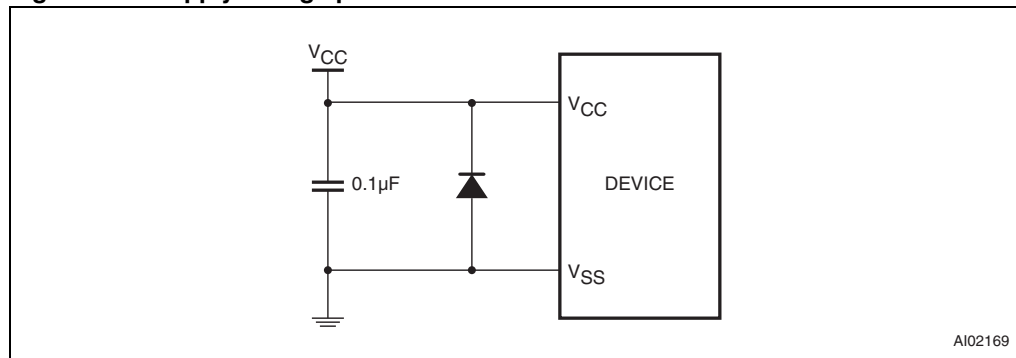 V_CC
V_CC
0.1µF
DEVICE
V_SS
AI02169